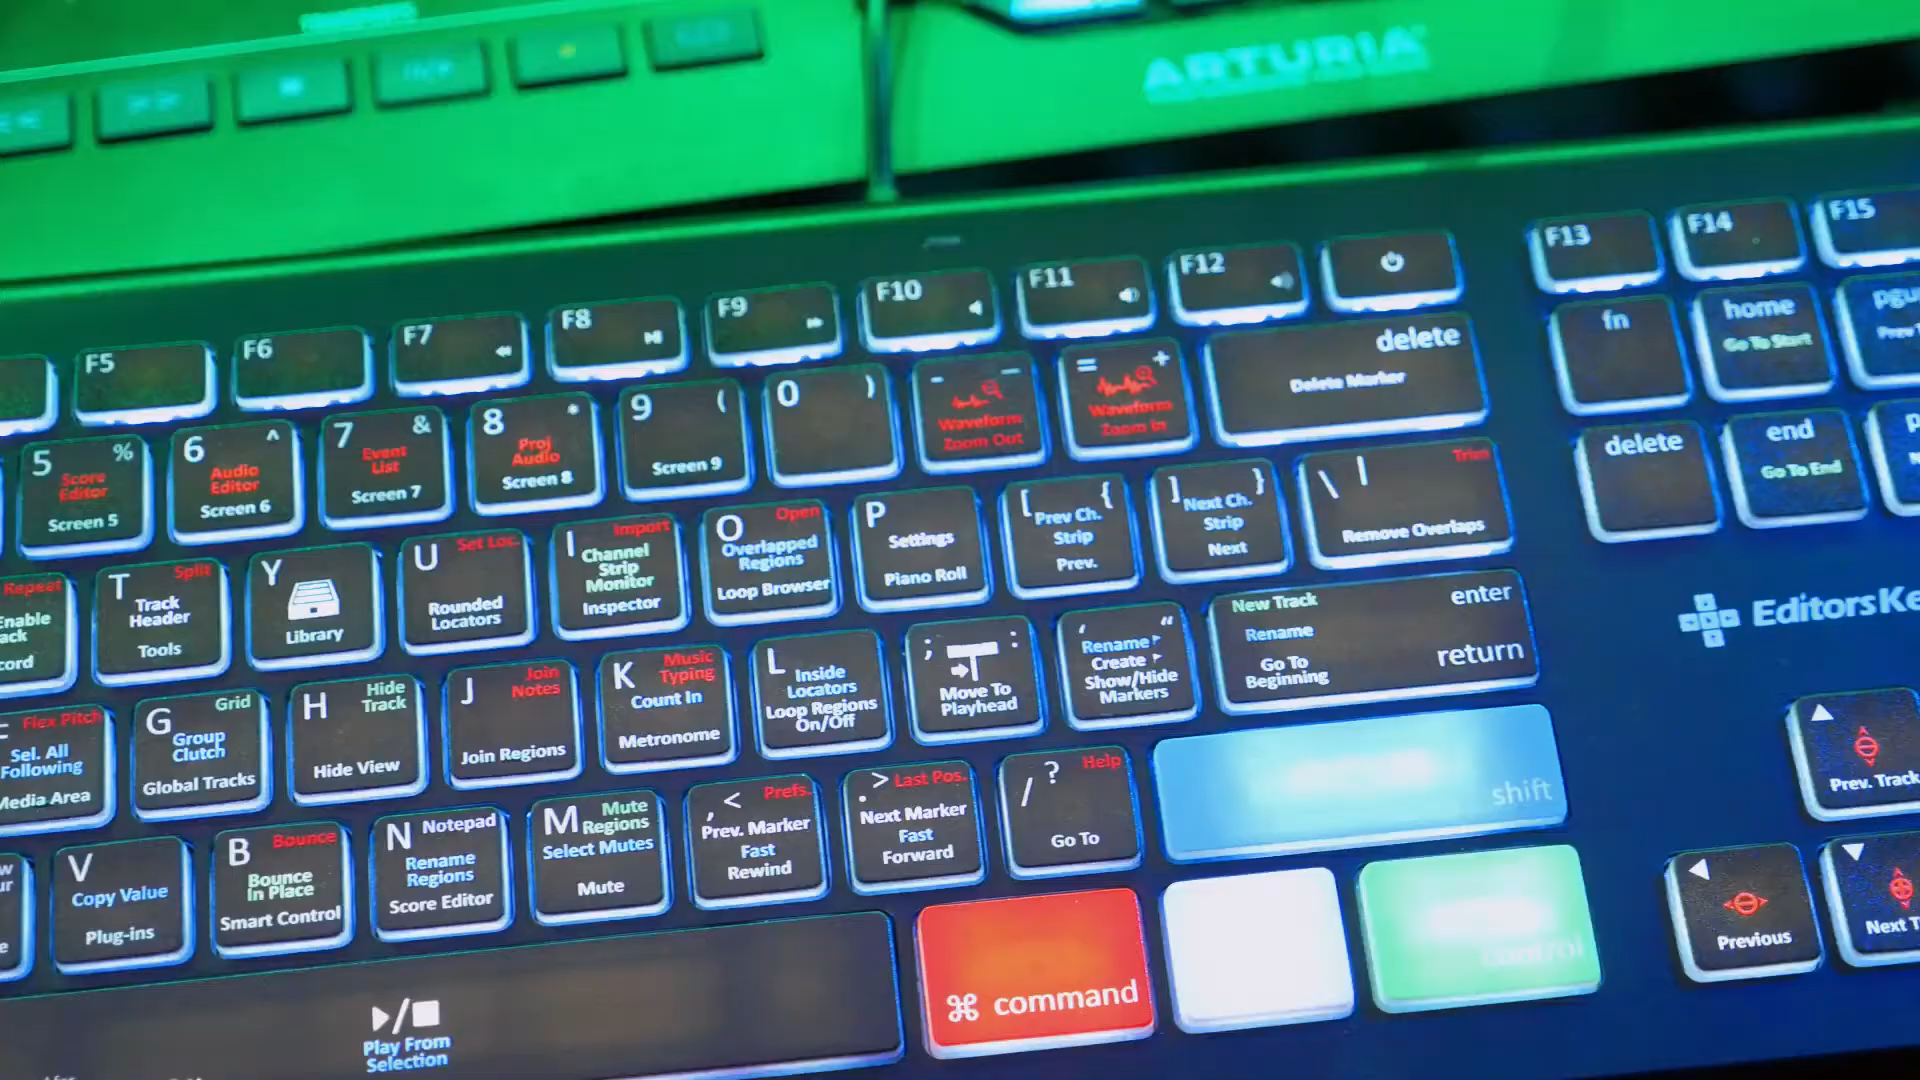 ARTURIA
F5
F6
F7
F8
F9
F10
F11
F12
F13
F14
F15
5 %
Score
Editor
Screen 5
6 ^
Audio
Editor
Screen 6
7 &
Event
List
Screen 7
8 *
Proj
Audio
Screen 8
9 (
Screen 9
0 )
- _
Waveform
Zoom Out
= +
Waveform
Zoom In
delete
Delete Marker
fn
home
Go To Start
Repeat
T Split
Track
Header
Tools
Y
Library
U Set Loc.
Rounded
Locators
I Import
Channel
Strip
Monitor
Inspector
O Open
Overlapped
Regions
Loop Browser
P
Settings
Piano Roll
[ {
Prev Ch.
Strip
Prev.
] }
Next Ch.
Strip
Next
\ | Trim
Remove Overlaps
delete
end
Go To End
Flex Pitch
Sel. All
Following
Media Area
G Grid
Group
Clutch
Global Tracks
H Hide
Track
Hide View
J Join
Notes
Join Regions
K Music
Typing
Count In
Metronome
L Inside
Locators
Loop Regions
On/Off
; :
Move To
Playhead
' "
Rename
Create
Show/Hide
Markers
New Track enter
Rename
Go To return
Beginning
EditorsKe
V
Copy Value
Plug-ins
B Bounce
Bounce
In Place
Smart Control
N Notepad
Rename
Regions
Score Editor
M Mute
Regions
Select Mutes
Mute
, < Prefs.
Prev. Marker
Fast
Rewind
. > Last Pos.
Next Marker
Fast
Forward
/ ? Help
Go To
shift
Prev. Track
Play From
Selection
⌘ command
control
Previous
Next T